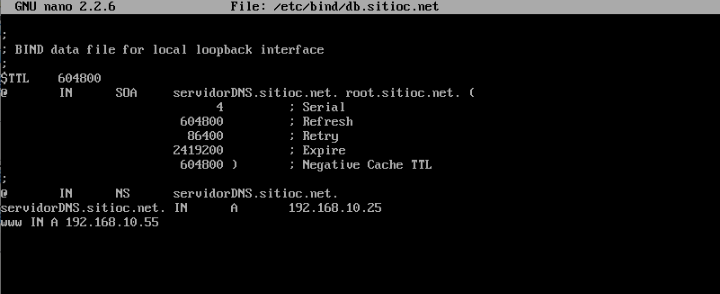 GNU nano 2.2.6 File: /etc/bind/db.sitioc.net
;
; BIND data file for local loopback interface
;
$TTL 604800
@ IN SOA servidorDNS.sitioc.net. root.sitioc.net. (
4 ; Serial
604800 ; Refresh
86400 ; Retry
2419200 ; Expire
604800 ) ; Negative Cache TTL
;
@ IN NS servidorDNS.sitioc.net.
servidorDNS.sitioc.net. IN A 192.168.10.25
www IN A 192.168.10.55